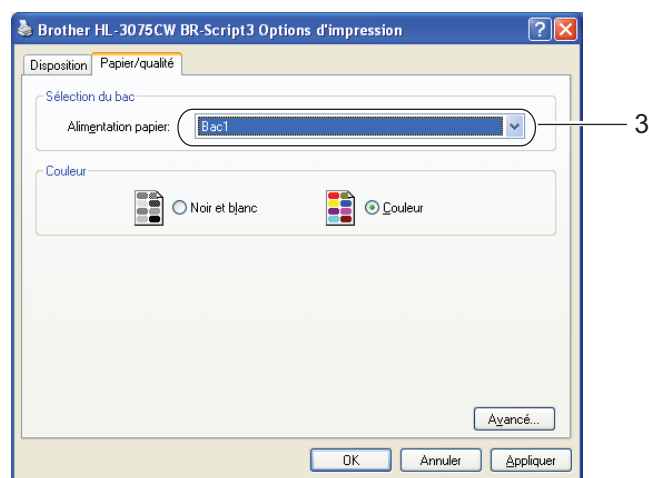 Brother HL-3075CW BR-Script3 Options d'impression
Disposition Papier/qualité
Sélection du bac
Alimentation papier: Bac1 3
Couleur
Noir et blanc Couleur
Avancé...
OK Annuler Appliquer